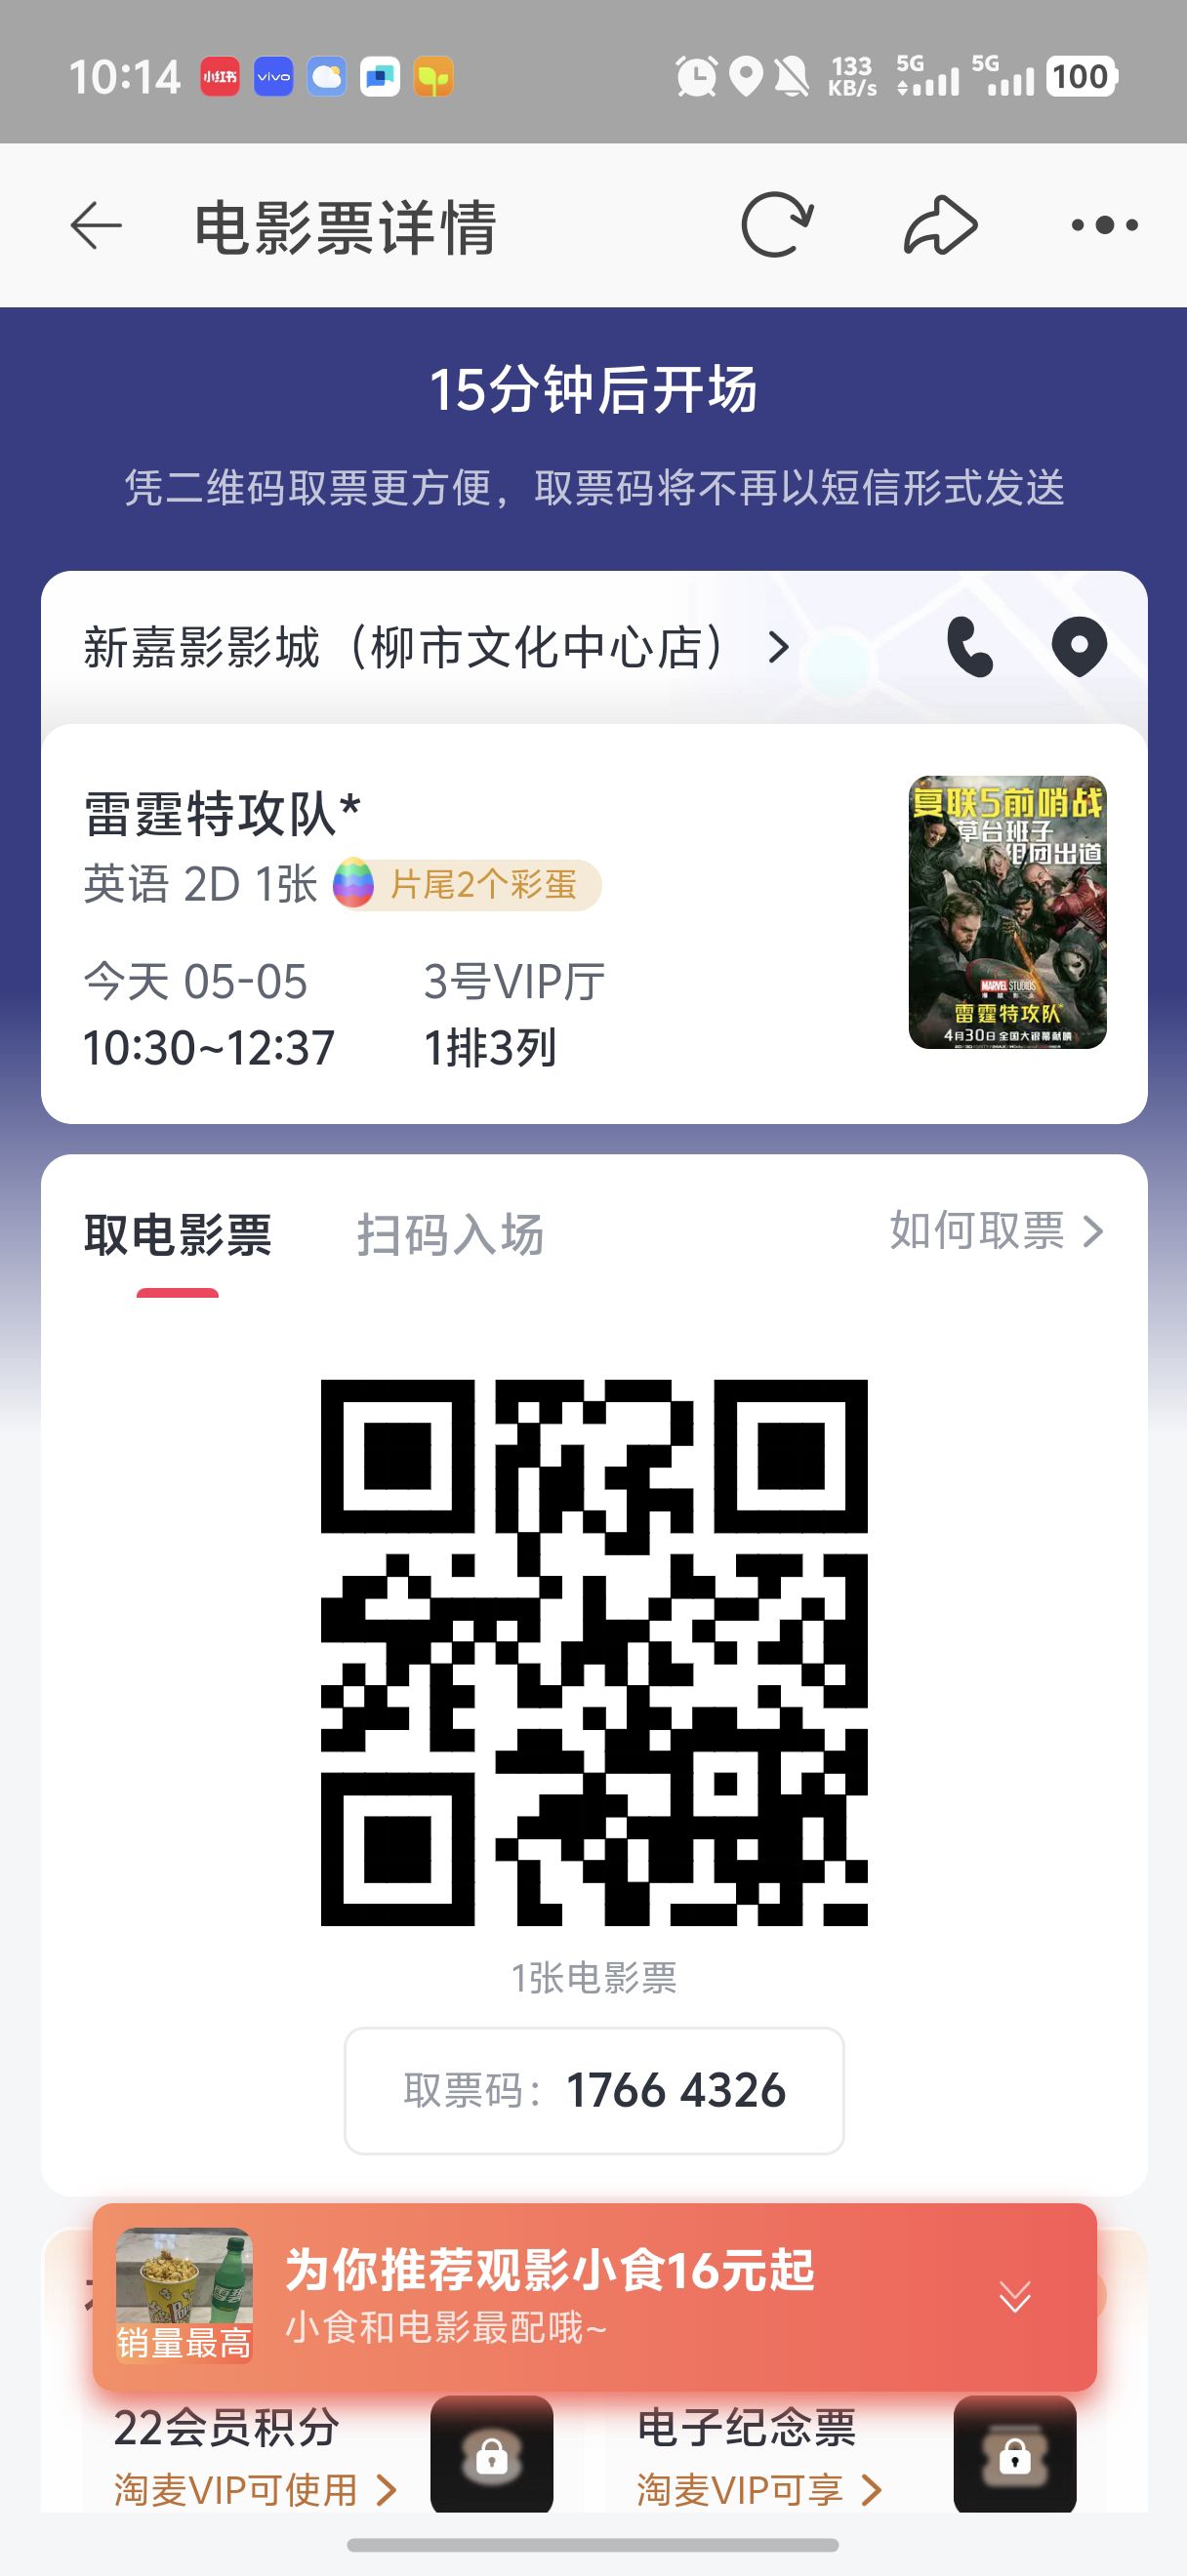 10:14 小红书 vivo 133 KB/s 5G 5G 100
电影票详情
15分钟后开场
凭二维码取票更方便，取票码将不再以短信形式发送
新嘉影影城（柳市文化中心店）
雷霆特攻队*
英语 2D 1张 片尾2个彩蛋
今天 05-05 3号VIP厅
10:30~12:37 1排3列
复联5前哨战
草台班子
组团出道
MARVEL STUDIOS
漫威影业
雷霆特攻队*
4月30日 全国大银幕献映
取电影票 扫码入场 如何取票
1张电影票
取票码：1766 4326
为你推荐观影小食16元起
小食和电影最配哦~
销量最高
22会员积分 电子纪念票
淘麦VIP可使用 淘麦VIP可享